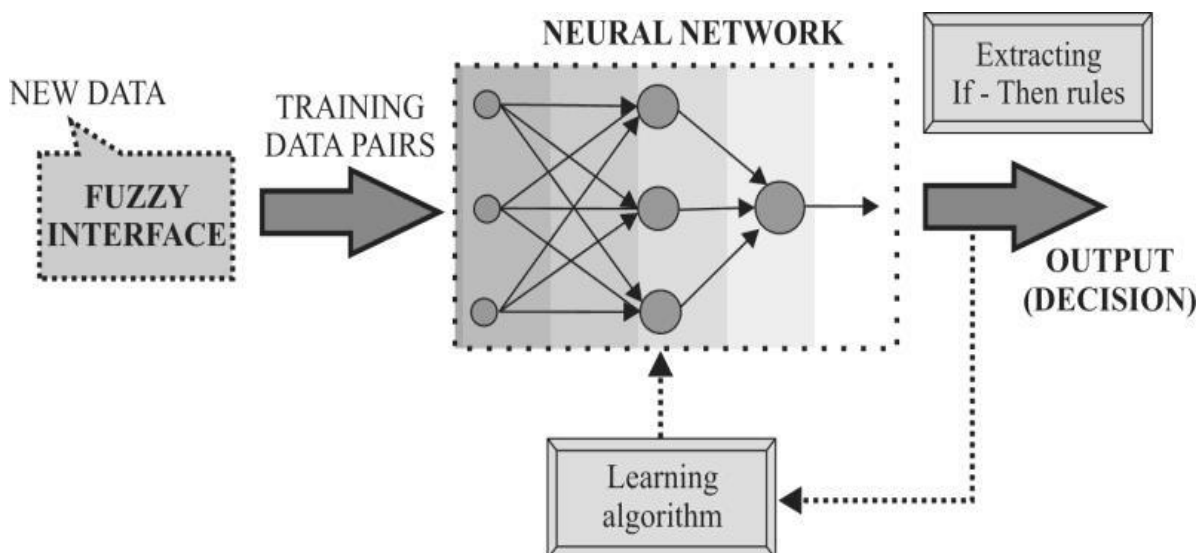 NEURAL NETWORK
Extracting
If - Then rules
NEW DATA
TRAINING
DATA PAIRS
FUZZY
INTERFACE
OUTPUT
(DECISION)
Learning
algorithm